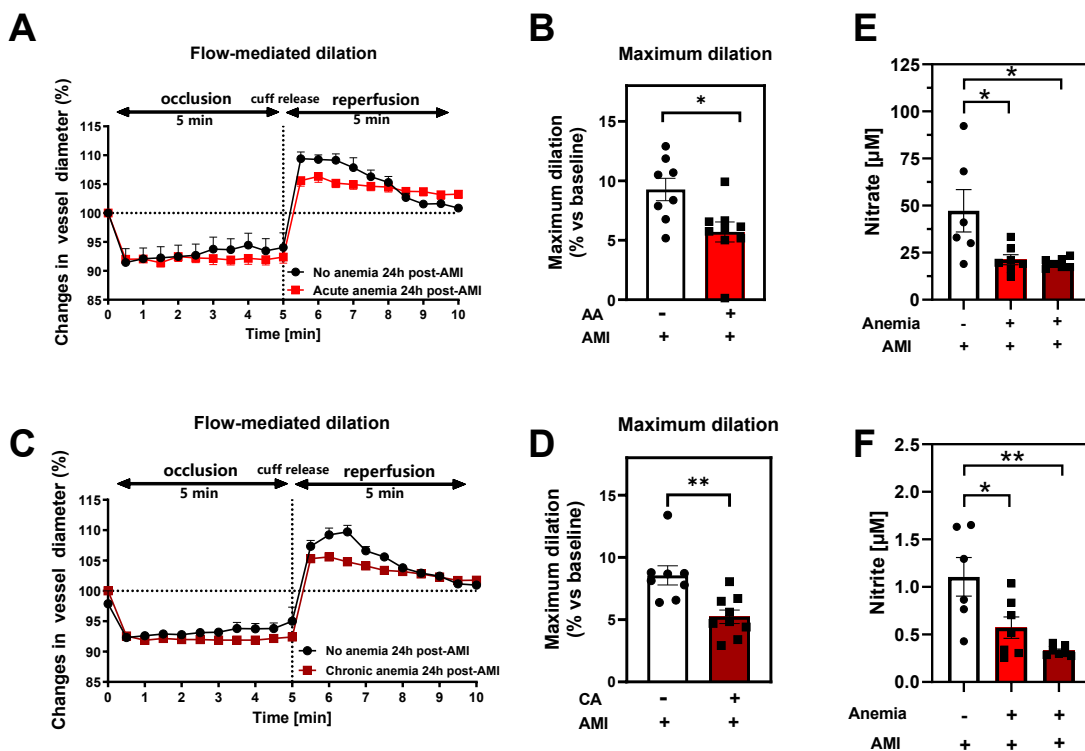 A
Flow-mediated dilation
occlusion
cuff release
reperfusion
5 min
5 min
Changes in vessel diameter (%)
115
110
105
100
95
90
85
No anemia 24h post-AMI
Acute anemia 24h post-AMI
0 1 2 3 4 5 6 7 8 9 10
Time [min]
B
Maximum dilation
Maximum dilation
(% vs baseline)
15
10
5
0
*
AA - +
AMI + +
E
Nitrate [µM]
125
100
75
50
25
0
*
*
Anemia - + +
AMI + + +
C
Flow-mediated dilation
occlusion
cuff release
reperfusion
5 min
5 min
Changes in vessel diameter (%)
115
110
105
100
95
90
85
No anemia 24h post-AMI
Chronic anemia 24h post-AMI
0 1 2 3 4 5 6 7 8 9 10
Time [min]
D
Maximum dilation
Maximum dilation
(% vs baseline)
15
10
5
0
**
CA - +
AMI + +
F
Nitrite [µM]
2.5
2.0
1.5
1.0
0.5
0.0
**
*
Anemia - + +
AMI + + +